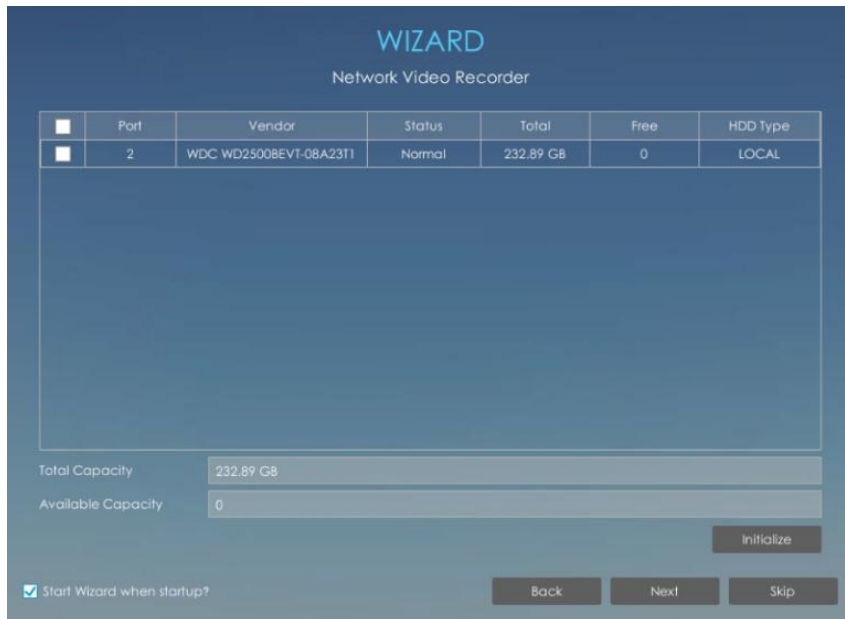 WIZARD
Network Video Recorder
Port Vendor Status Total Free HDD Type
2 WDC WD2500BEVT-08A23T1 Normal 232.89 GB 0 LOCAL
Total Capacity 232.89 GB
Available Capacity 0
Initialize
Start Wizard when startup? Back Next Skip